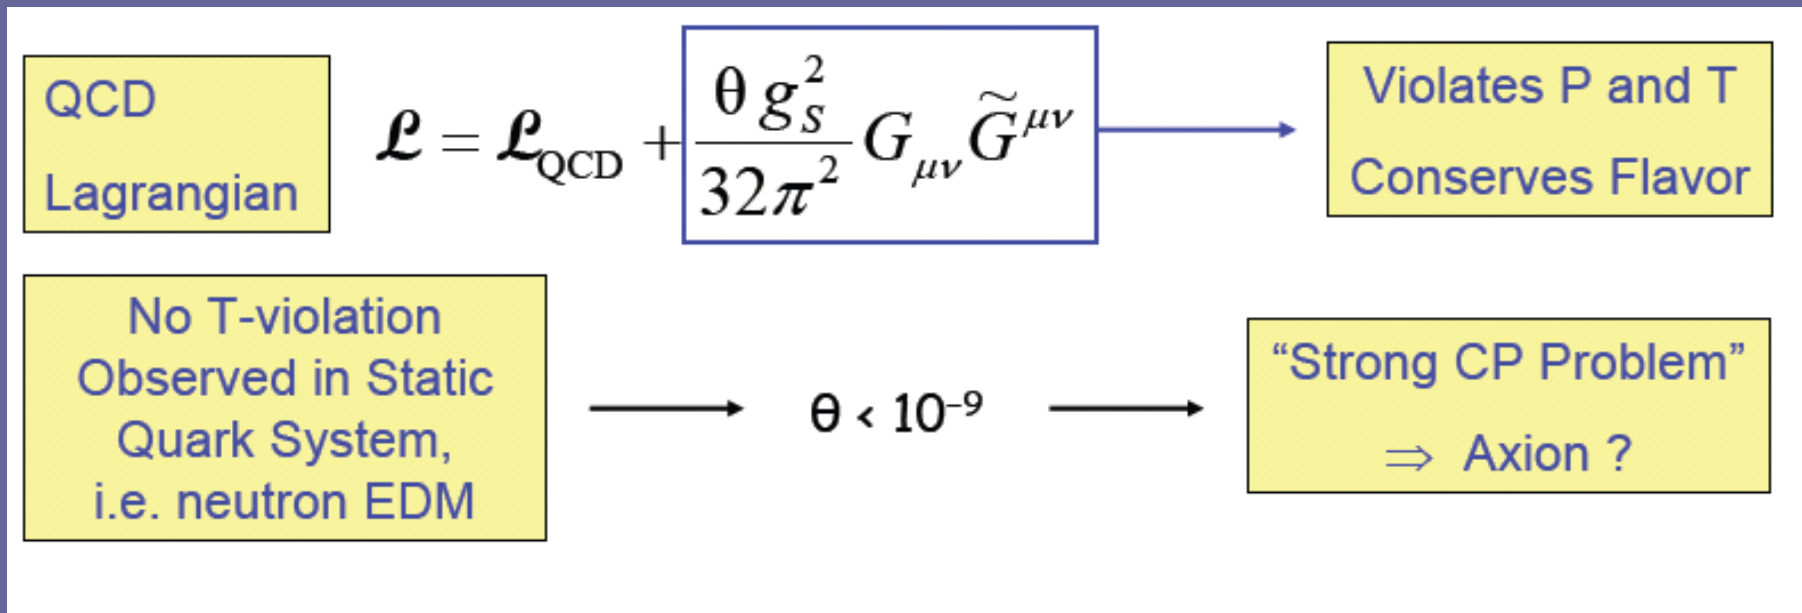 QCD
Lagrangian
ℒ = ℒ_QCD + θ g_s^2 / 32π^2 G_μν G̃^μν
Violates P and T
Conserves Flavor
No T-violation
Observed in Static
Quark System,
i.e. neutron EDM
θ < 10⁻⁹
“Strong CP Problem”
⇒ Axion ?